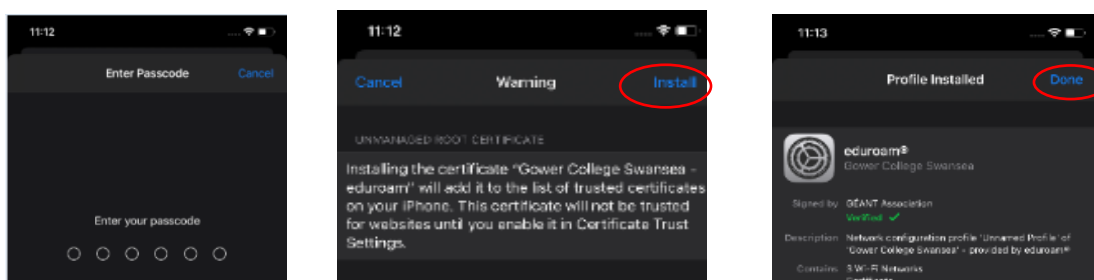 11:12
Enter Passcode
Cancel
Enter your passcode
11:12
Cancel
Warning
Install
UNMANAGED ROOT CERTIFICATE
Installing the certificate "Gower College Swansea -
eduroam" will add it to the list of trusted certificates
on your iPhone. This certificate will not be trusted
for websites until you enable it in Certificate Trust
Settings.
11:13
Profile Installed
Done
eduroam®
Gower College Swansea
Signed by GÉANT Association
Verified ✓
Description Network configuration profile 'Unnamed Profile' of
'Gower College Swansea' - provided by eduroam®
Contains 3 Wi-Fi Networks
Certificate